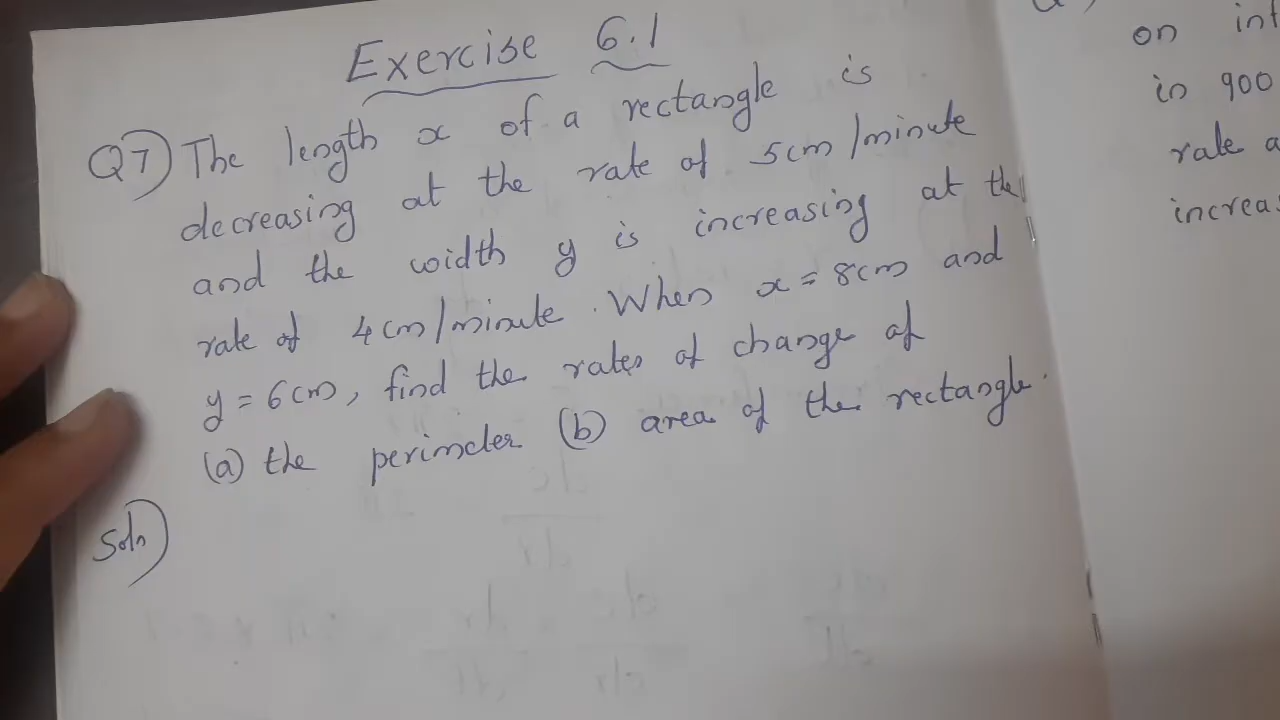 Exercise 6.1
Q7) The length x of a rectangle is
decreasing at the rate of 5cm/minute
and the width y is increasing at the
rate of 4cm/minute. When x = 8cm and
y = 6cm, find the rates of change of
(a) the perimeter (b) area of the rectangle.
Soln)
on int
in 900
rate a
increas